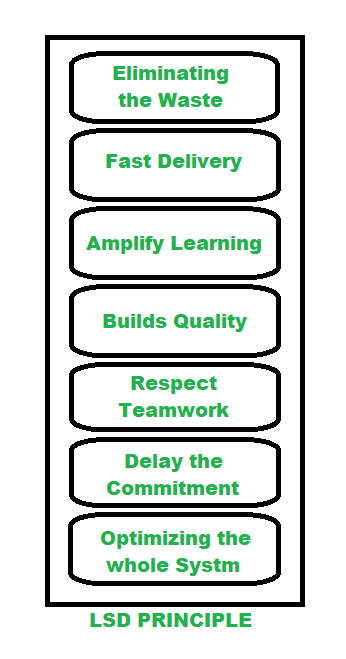 Eliminating
the Waste
Fast Delivery
Amplify Learning
Builds Quality
Respect
Teamwork
Delay the
Commitment
Optimizing the
whole Systm
LSD PRINCIPLE